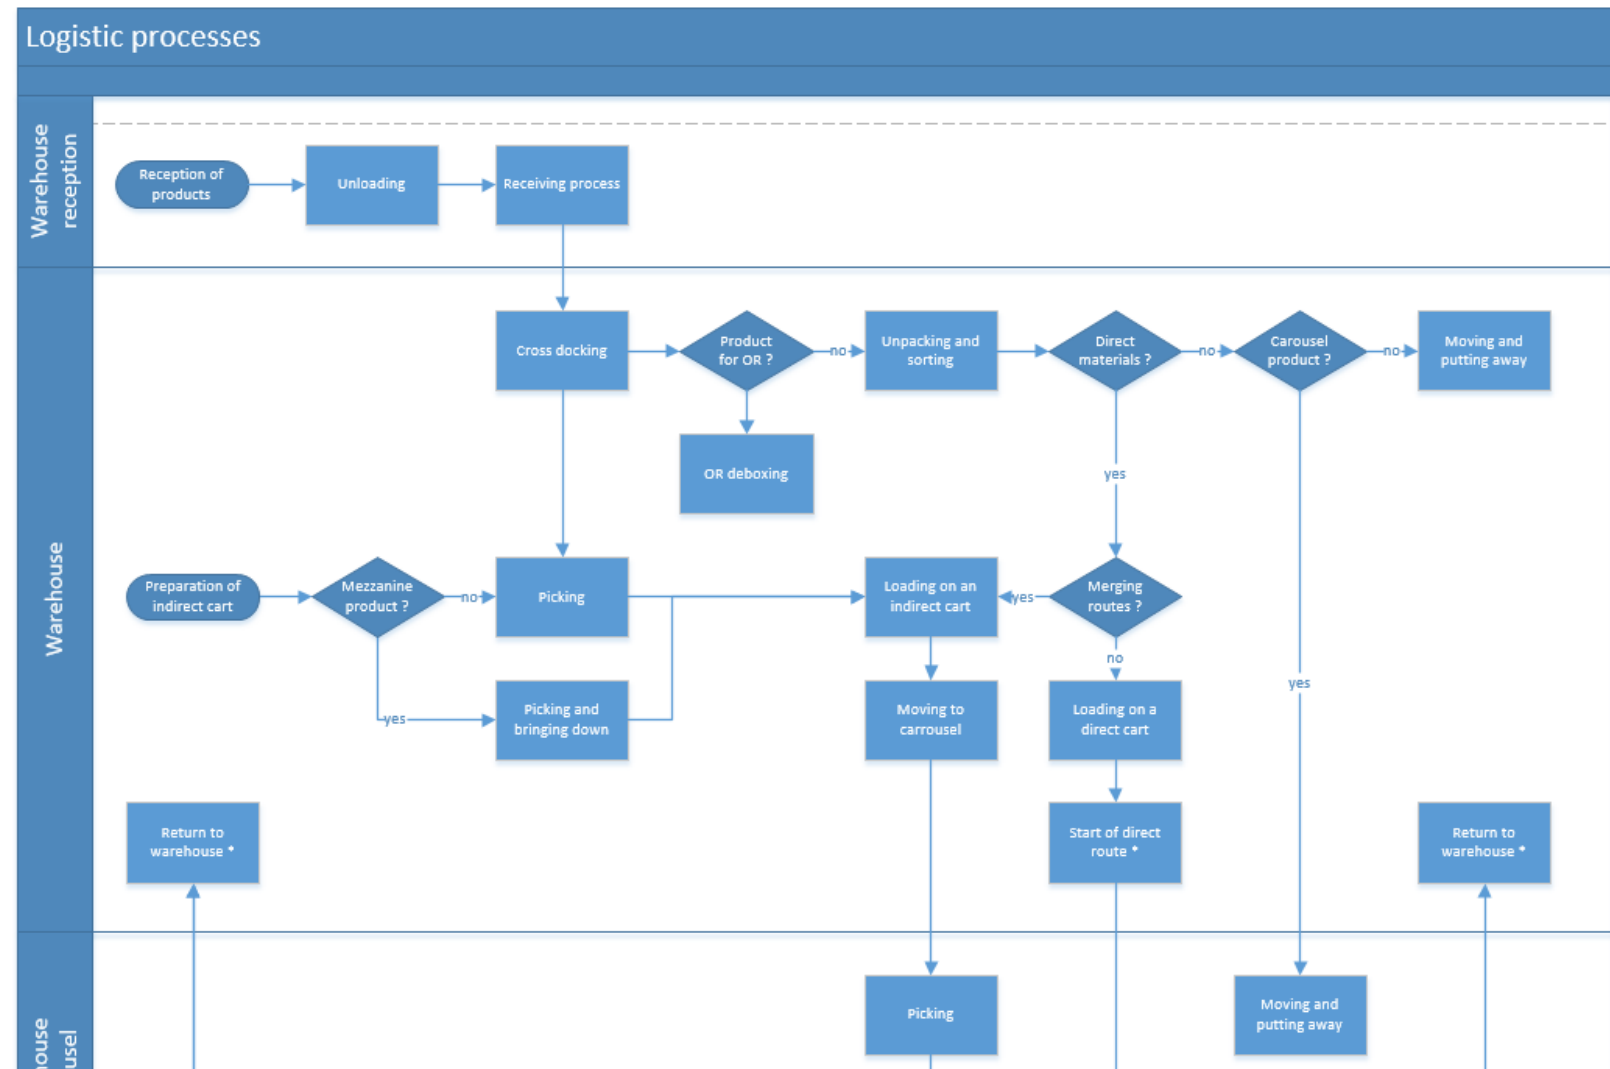 Logistic processes
Warehouse
reception
Reception of
products
Unloading
Receiving process
Warehouse
Cross docking
Product
for OR ?
no
Unpacking and
sorting
Direct
materials ?
no
Carousel
product ?
no
Moving and
putting away
OR deboxing
yes
Preparation of
indirect cart
Mezzanine
product ?
no
Picking
Loading on an
indirect cart
yes
Merging
routes ?
no
yes
yes
Picking and
bringing down
Moving to
carrousel
Loading on a
direct cart
Return to
warehouse *
Start of direct
route *
Return to
warehouse *
ouse
usel
Picking
Moving and
putting away